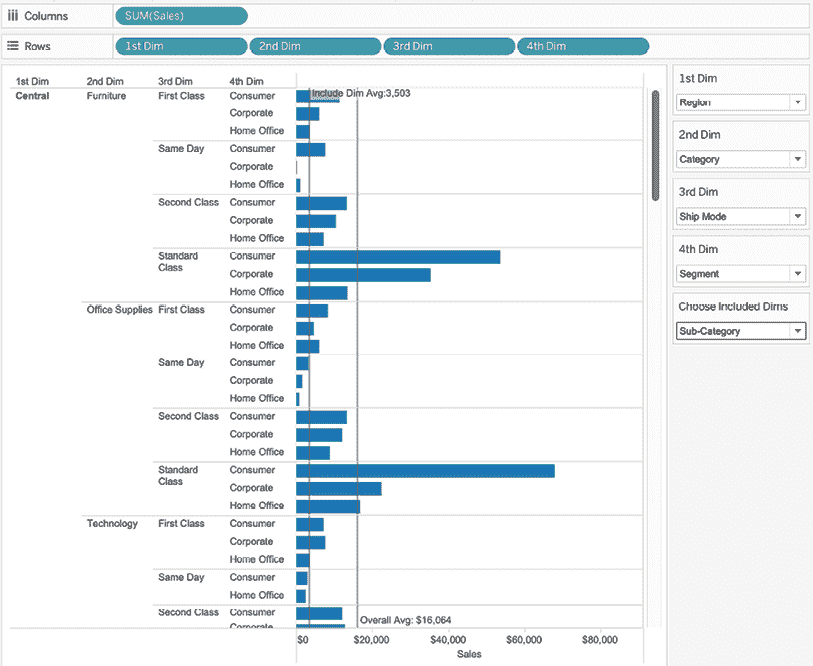 Columns SUM(Sales)
Rows 1st Dim 2nd Dim 3rd Dim 4th Dim
1st Dim 2nd Dim 3rd Dim 4th Dim
Central Furniture First Class Consumer Include Dim Avg:3,503
Corporate
Home Office
Same Day Consumer
Corporate
Home Office
Second Class Consumer
Corporate
Home Office
Standard Class Consumer
Corporate
Home Office
Office Supplies First Class Consumer
Corporate
Home Office
Same Day Consumer
Corporate
Home Office
Second Class Consumer
Corporate
Home Office
Standard Class Consumer
Corporate
Home Office
Technology First Class Consumer
Corporate
Home Office
Same Day Consumer
Home Office
Second Class Consumer
Corporate Overall Avg: $16,064
$0 $20,000 $40,000 $60,000 $80,000
Sales
1st Dim
Region
2nd Dim
Category
3rd Dim
Ship Mode
4th Dim
Segment
Choose Included Dims
Sub-Category